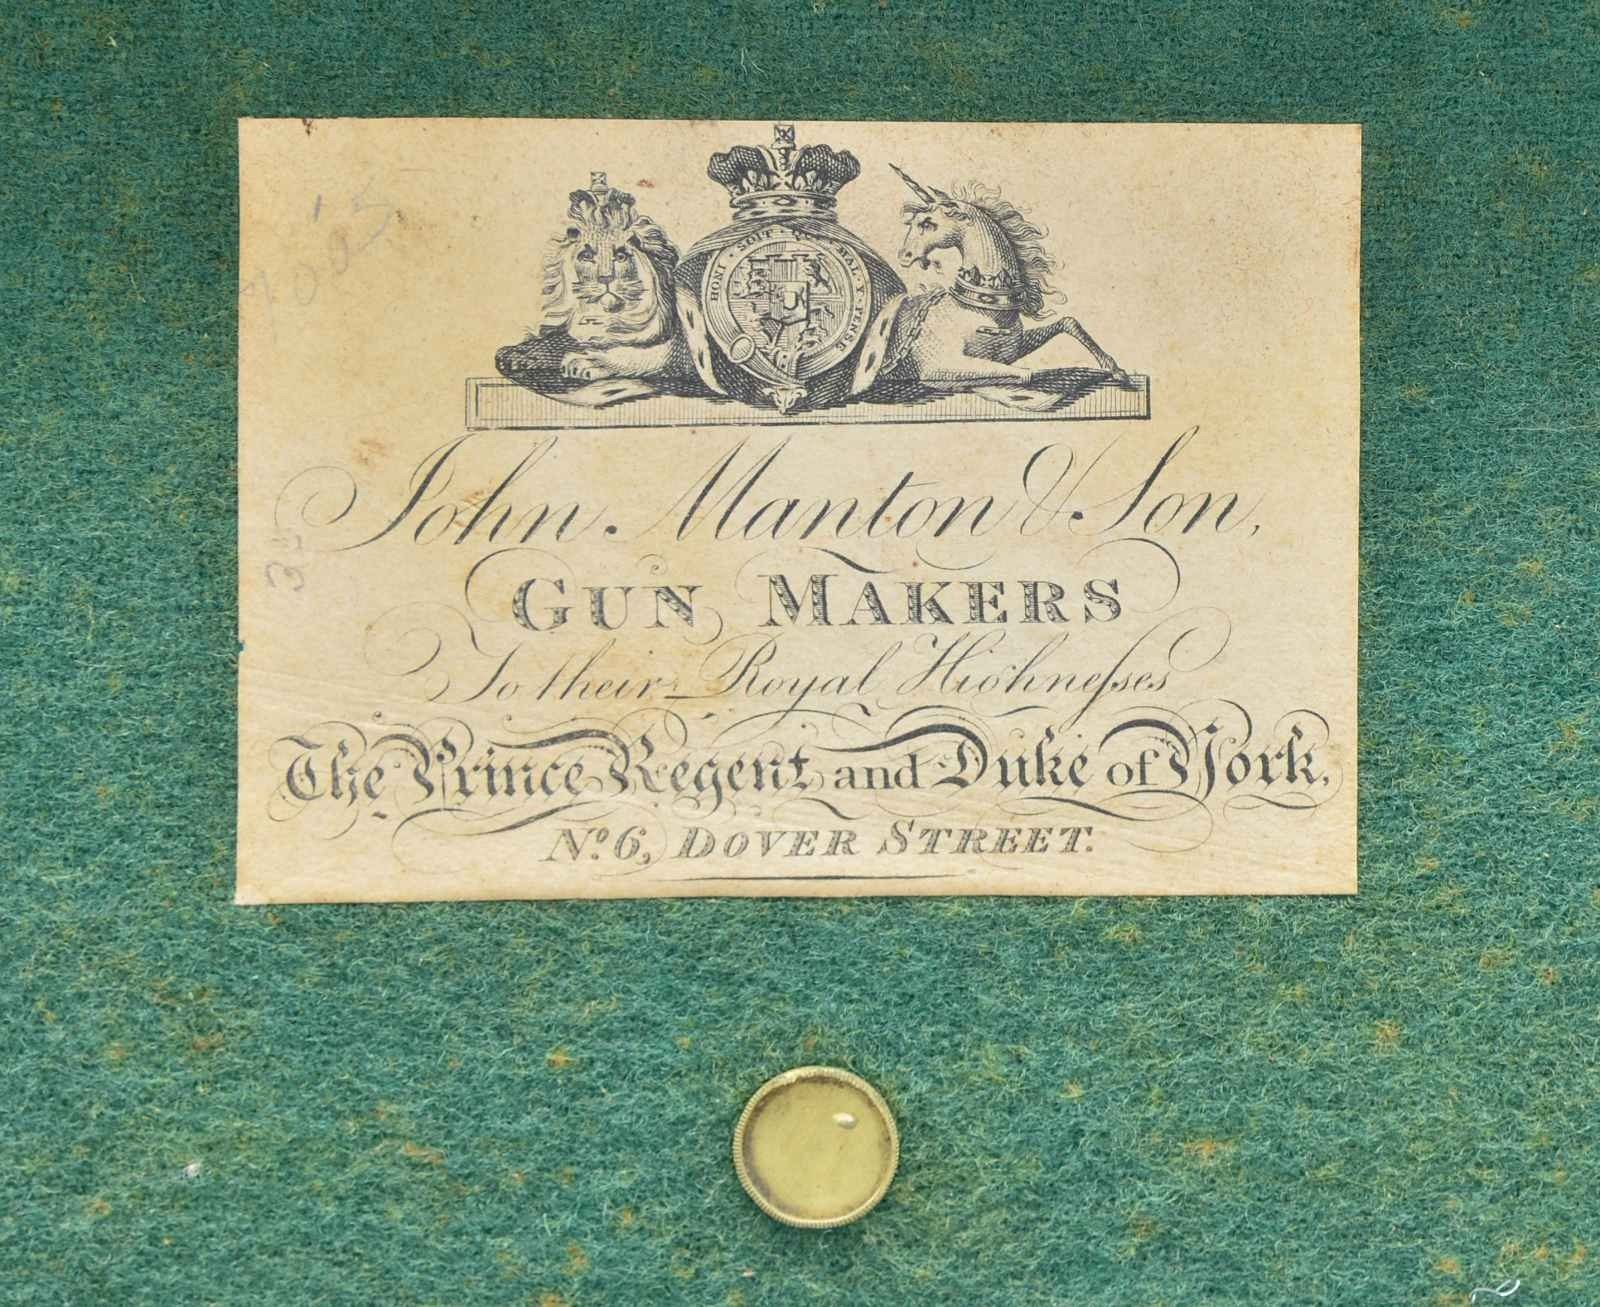 HONI · SOIT · QUI · MAL · Y · PENSE
John Manton & Son,
GUN MAKERS
To their Royal Highneſses
The Prince Regent and Duke of York,
No. 6, DOVER STREET.